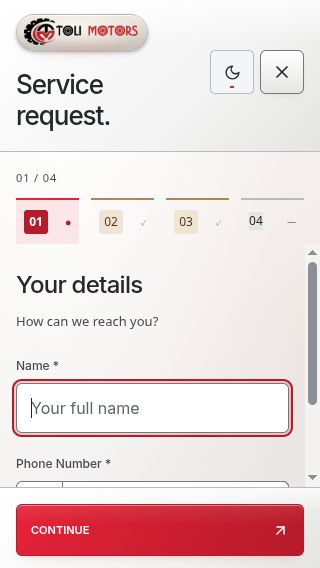 TOLI MOTORS
Service
request.
01 / 04
01
02 ✓
03 ✓
04 —
Your details
How can we reach you?
Name *
Your full name
Phone Number *
CONTINUE